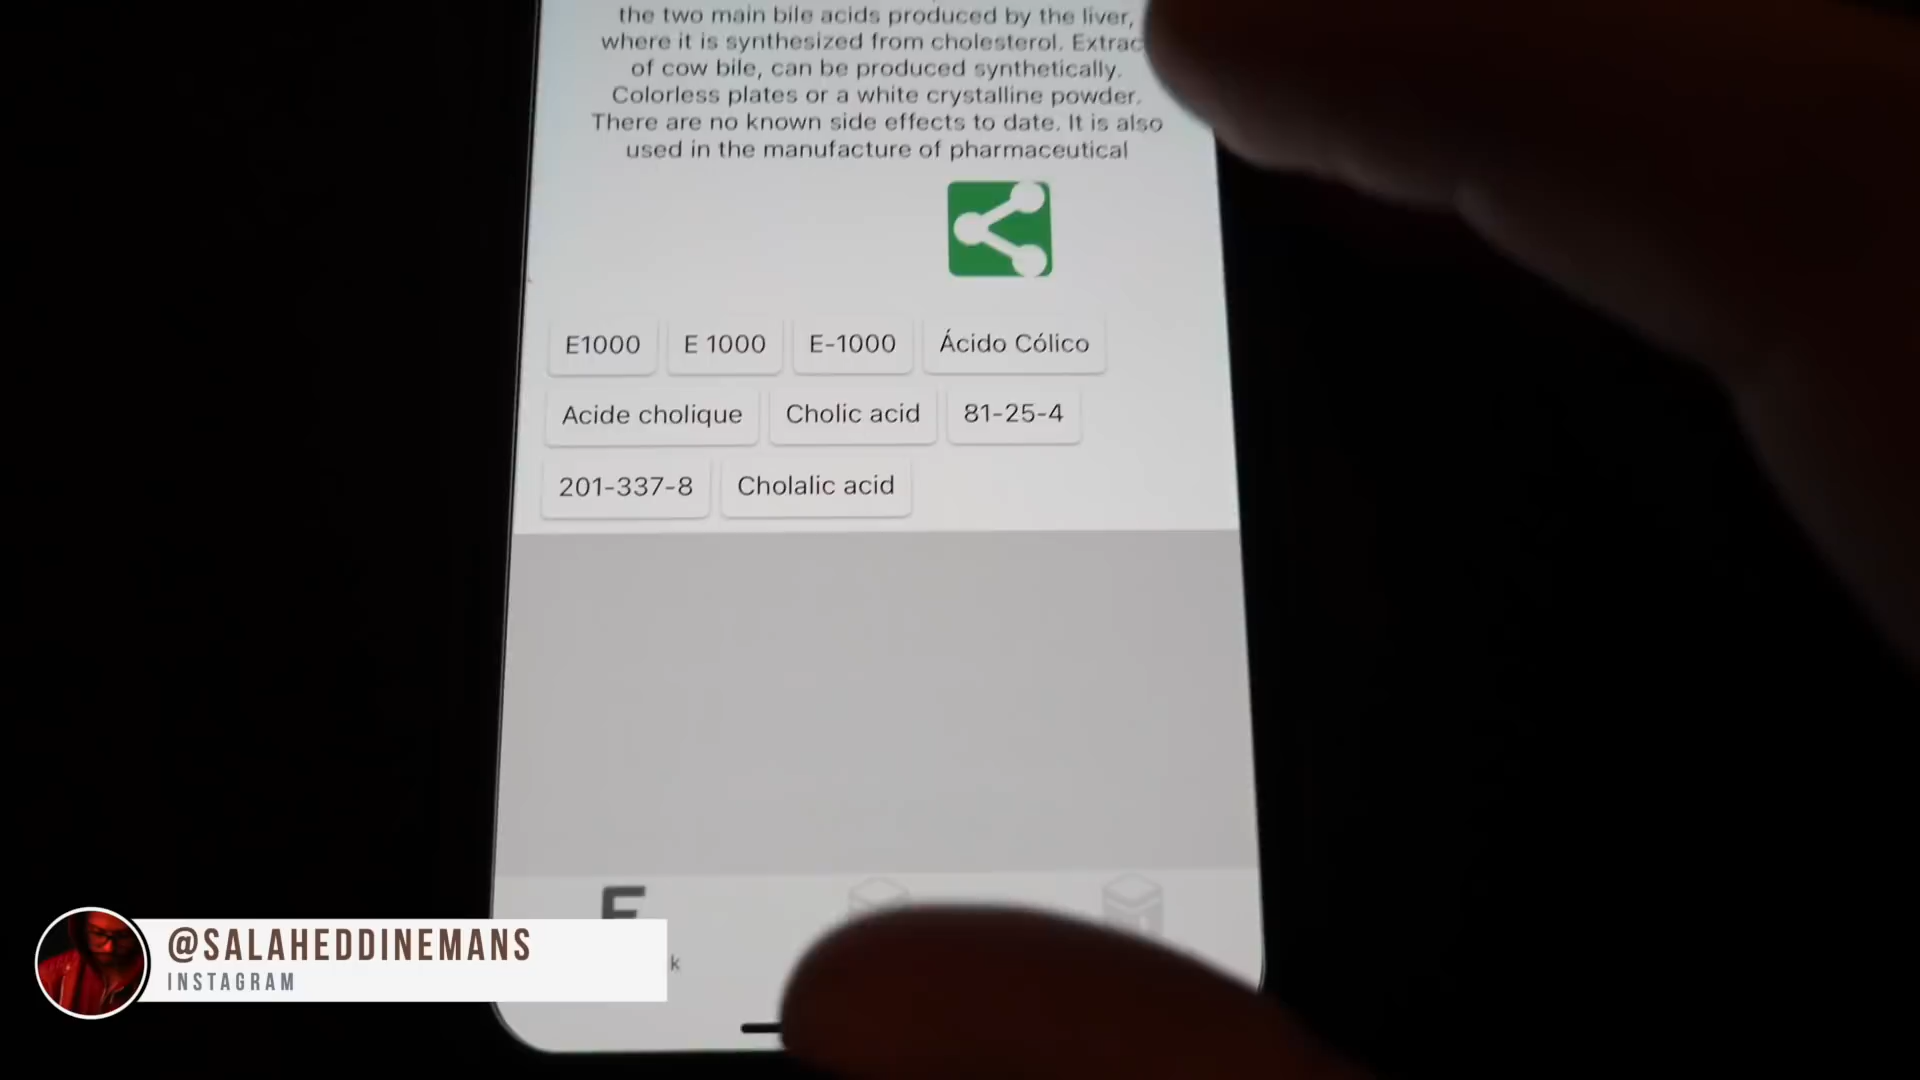 the two main bile acids produced by the liver,
where it is synthesized from cholesterol. Extrac
of cow bile, can be produced synthetically.
Colorless plates or a white crystalline powder.
There are no known side effects to date. It is also
used in the manufacture of pharmaceutical
E1000 E 1000 E-1000 Ácido Cólico
Acide cholique Cholic acid 81-25-4
201-337-8 Cholalic acid
E
k
@SALAHEDDINEMANS
INSTAGRAM